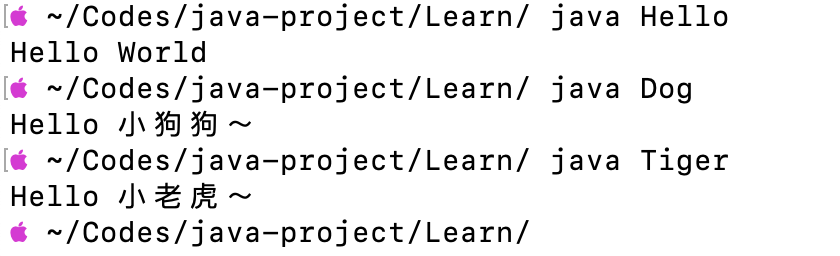 ~/Codes/java-project/Learn/ java Hello
Hello World
~/Codes/java-project/Learn/ java Dog
Hello 小狗狗～
~/Codes/java-project/Learn/ java Tiger
Hello 小老虎～
~/Codes/java-project/Learn/